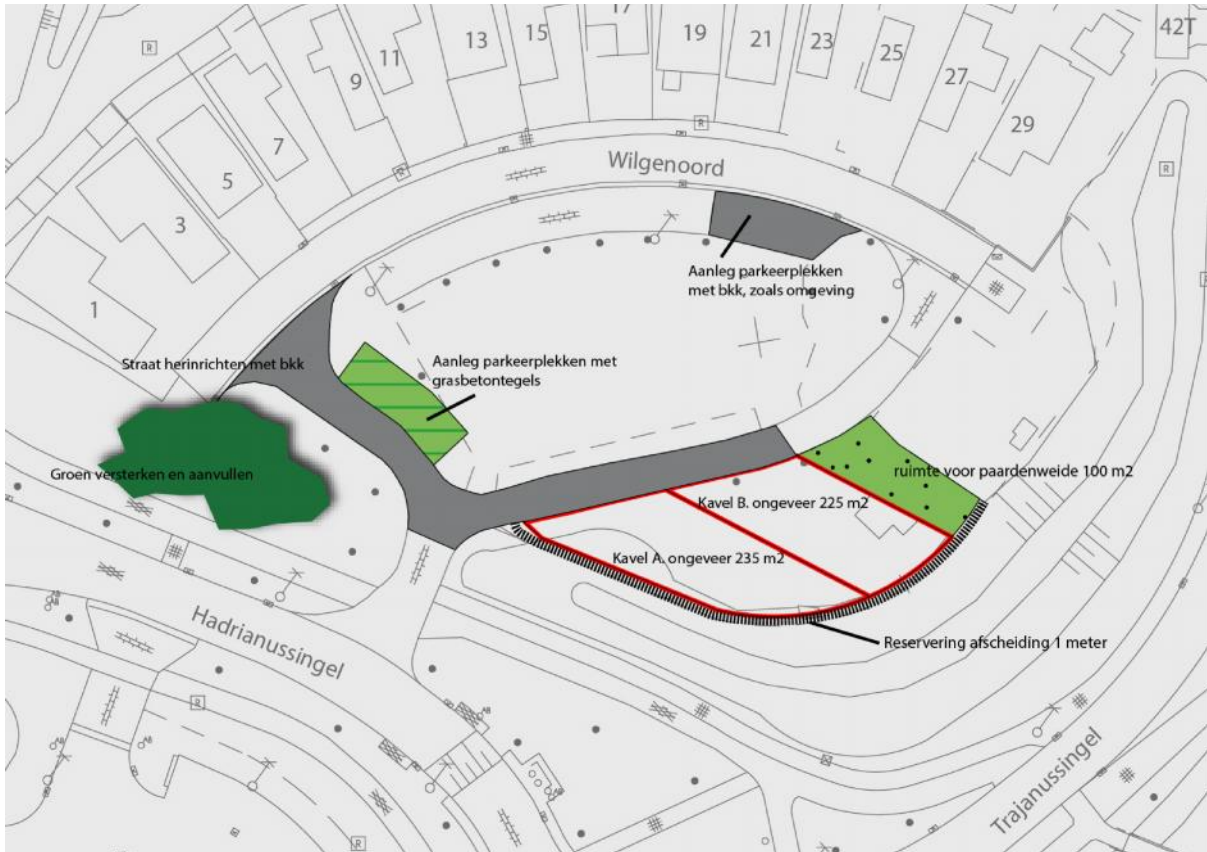 17
42T
13
15
19
21
23
25
11
9
27
7
29
R
R
R
R
R
Wilgenoord
5
3
Aanleg parkeerplekken
met bkk, zoals omgeving
1
Straat herinrichten met bkk
Aanleg parkeerplekken met
grasbetontegels
Groen versterken en aanvullen
ruimte voor paardenweide 100 m2
Kavel B. ongeveer 225 m2
Kavel A. ongeveer 235 m2
Hadrianussingel
Reservering afscheiding 1 meter
Trajanussingel
R
R